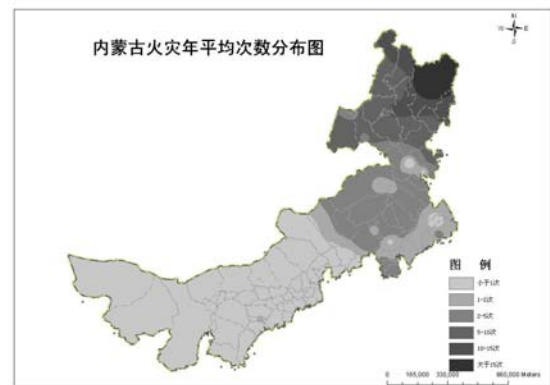 内蒙古火灾年平均次数分布图
N
W E
S
图 例
小于1次
1-2次
2-5次
5-10次
10-15次
大于15次
0 165,000 330,000 660,000 Meters